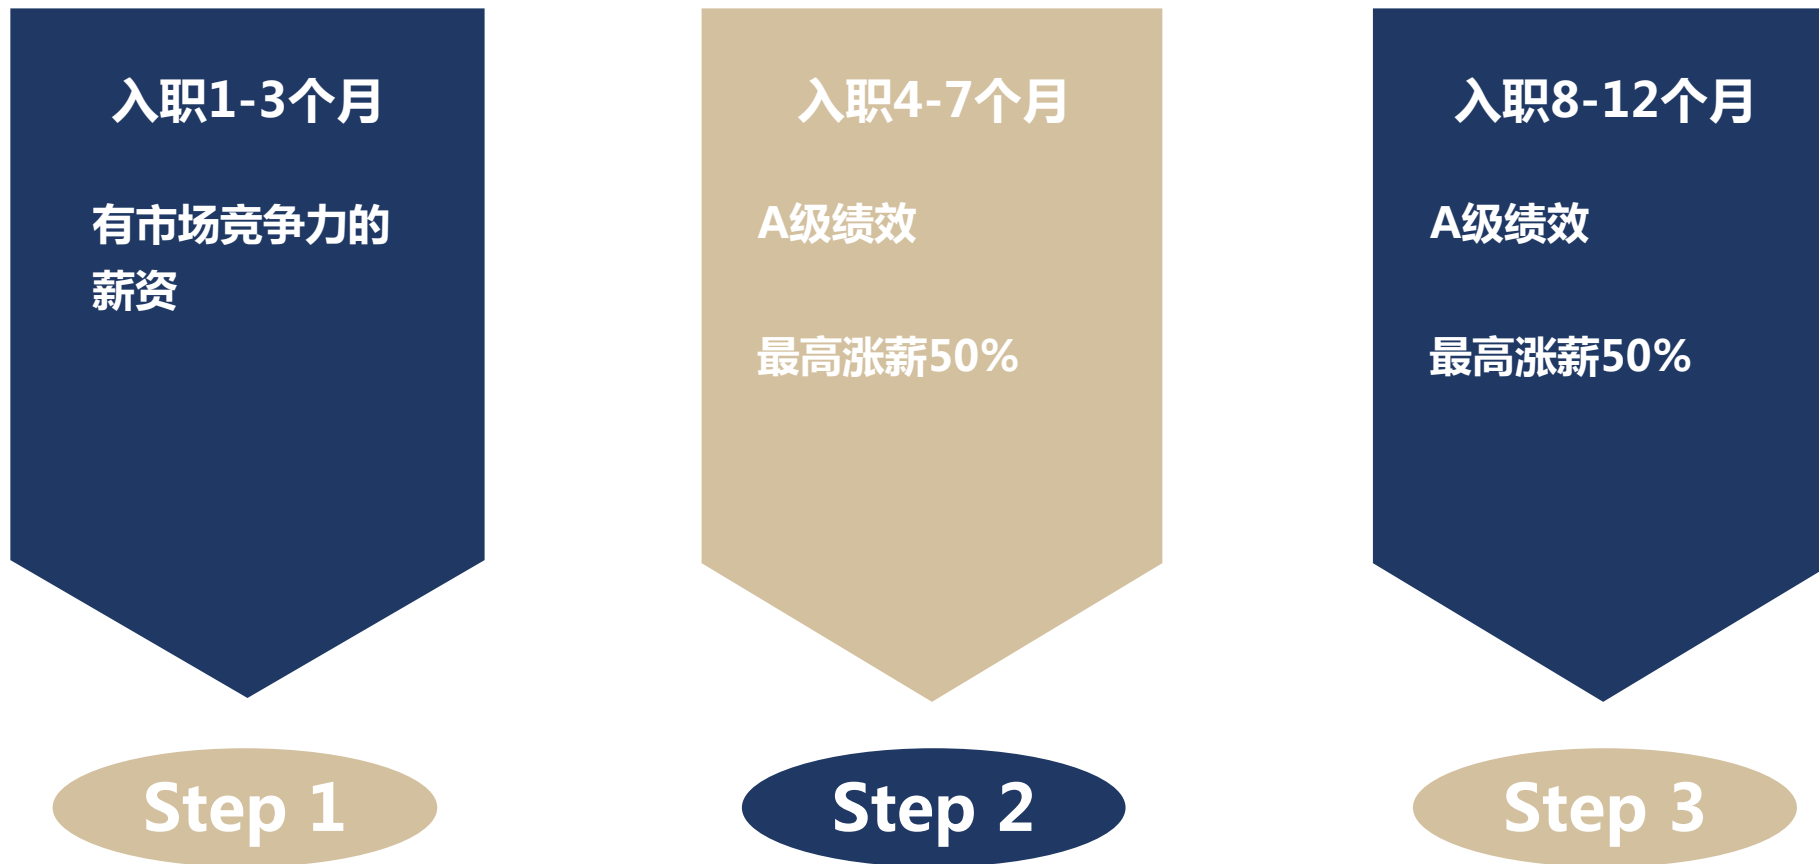 入职1-3个月
有市场竞争力的
薪资
Step 1
入职4-7个月
A级绩效
最高涨薪50%
Step 2
入职8-12个月
A级绩效
最高涨薪50%
Step 3